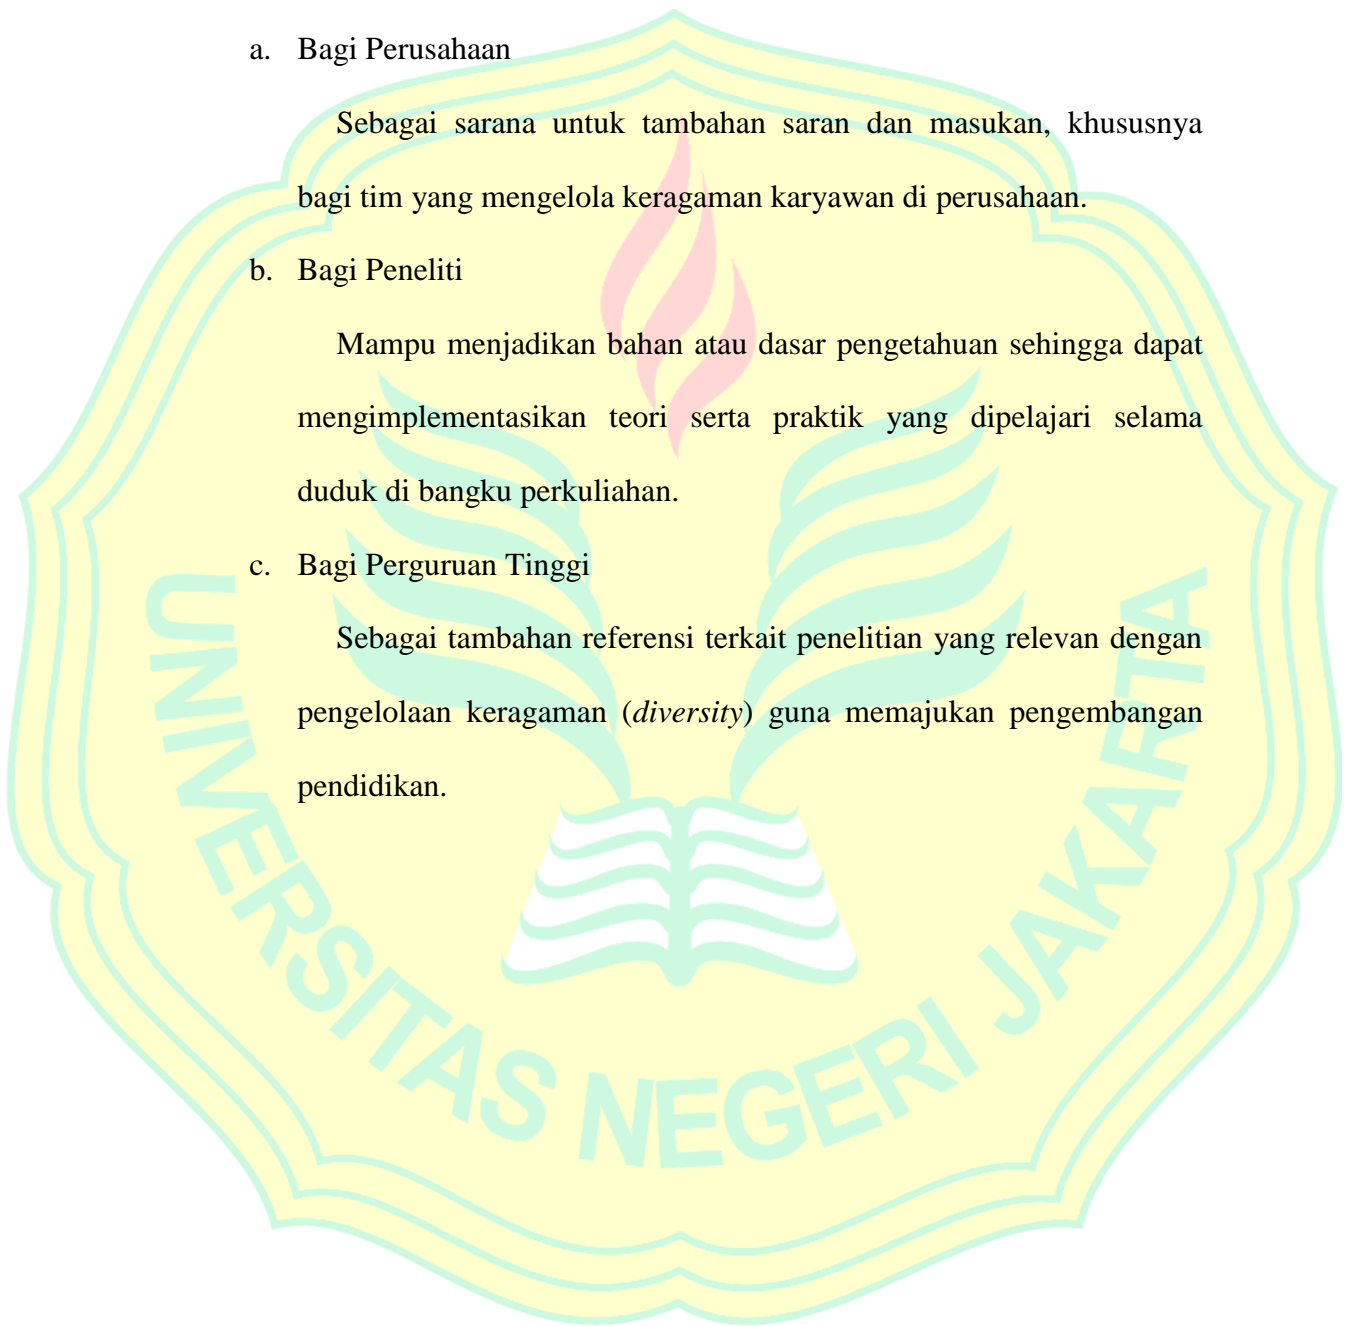 a. Bagi Perusahaan
Sebagai sarana untuk tambahan saran dan masukan, khususnya
bagi tim yang mengelola keragaman karyawan di perusahaan.
b. Bagi Peneliti
Mampu menjadikan bahan atau dasar pengetahuan sehingga dapat
mengimplementasikan teori serta praktik yang dipelajari selama
duduk di bangku perkuliahan.
c. Bagi Perguruan Tinggi
Sebagai tambahan referensi terkait penelitian yang relevan dengan
pengelolaan keragaman (diversity) guna memajukan pengembangan
pendidikan.
UNIVERSITAS NEGERI JAKARTA